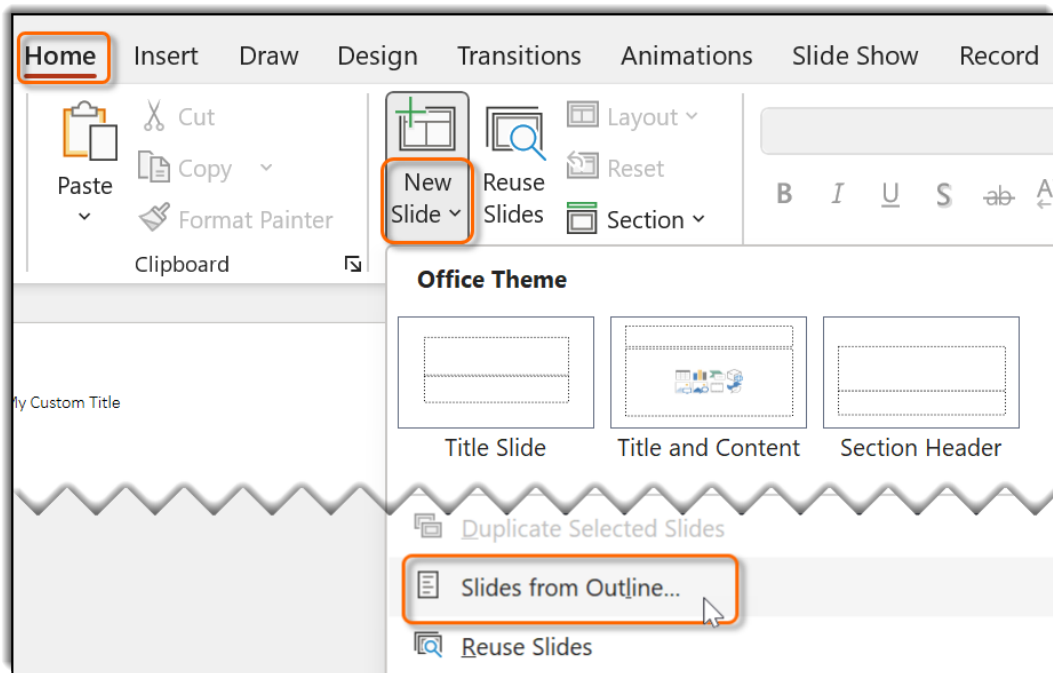 Home Insert Draw Design Transitions Animations Slide Show Record
Cut
Copy
Format Painter
Paste
Clipboard
New
Slide
Reuse
Slides
Layout
Reset
Section
B I U S ab A
Office Theme
Title Slide Title and Content Section Header
My Custom Title
Duplicate Selected Slides
Slides from Outline...
Reuse Slides